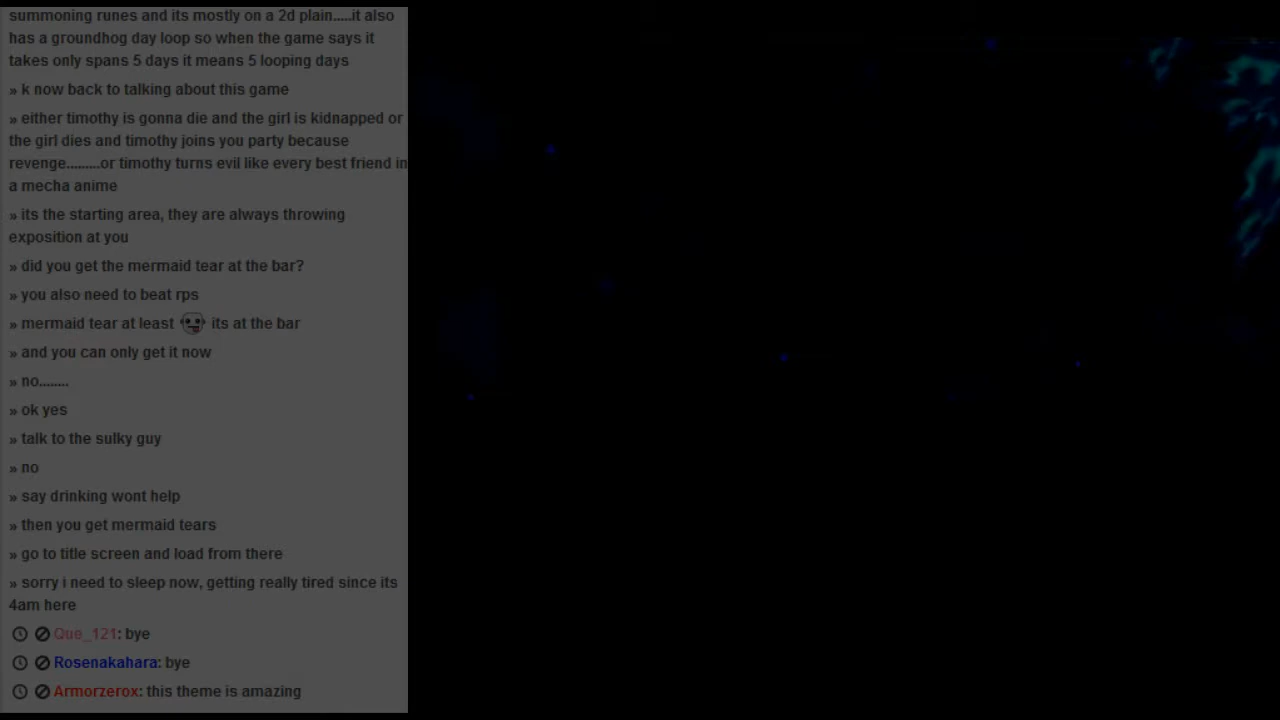 summoning runes and its mostly on a 2d plain.....it also
has a groundhog day loop so when the game says it
takes only spans 5 days it means 5 looping days
» k now back to talking about this game
» either timothy is gonna die and the girl is kidnapped or
the girl dies and timothy joins you party because
revenge.........or timothy turns evil like every best friend in
a mecha anime
» its the starting area, they are always throwing
exposition at you
» did you get the mermaid tear at the bar?
» you also need to beat rps
» mermaid tear at least its at the bar
» and you can only get it now
» no........
» ok yes
» talk to the sulky guy
» no
» say drinking wont help
» then you get mermaid tears
» go to title screen and load from there
» sorry i need to sleep now, getting really tired since its
4am here
Que_121: bye
Rosenakahara: bye
Armorzerox: this theme is amazing